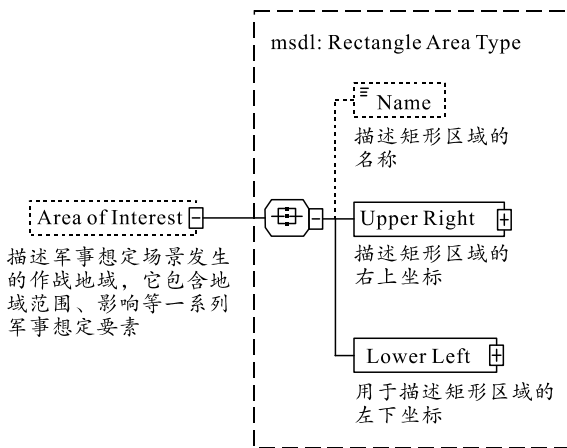 msdl: Rectangle Area Type
Name
描述矩形区域的
名称
Area of Interest
描述军事想定场景发生
的作战地域，它包含地
域范围、影响等一系列
军事想定要素
Upper Right
描述矩形区域的
右上坐标
Lower Left
用于描述矩形区域的
左下坐标